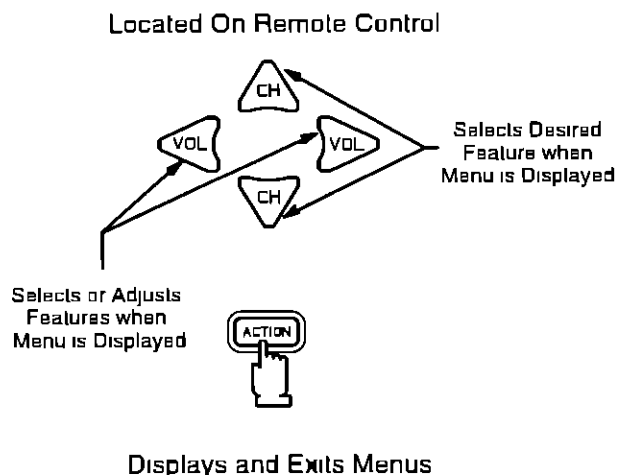 Located On Remote Control
CH
VOL
VOL
CH
Selects Desired
Feature when
Menu is Displayed
Selects or Adjusts
Features when
Menu is Displayed
ACTION
Displays and Exits Menus